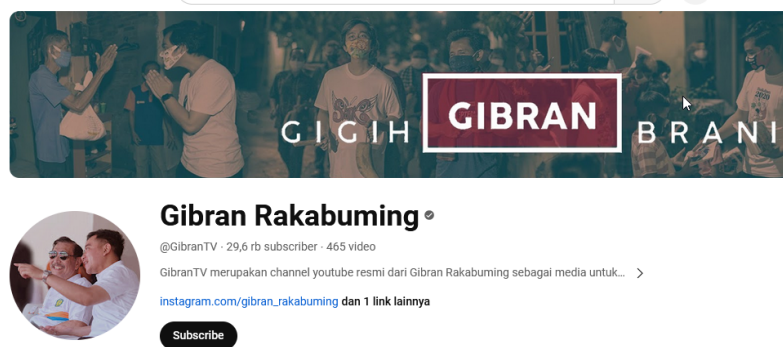 GIGIH GIBRAN BRANI
Gibran Rakabuming
@GibranTV · 29,6 rb subscriber · 465 video
GibranTV merupakan channel youtube resmi dari Gibran Rakabuming sebagai media untuk...
instagram.com/gibran_rakabuming dan 1 link lainnya
Subscribe